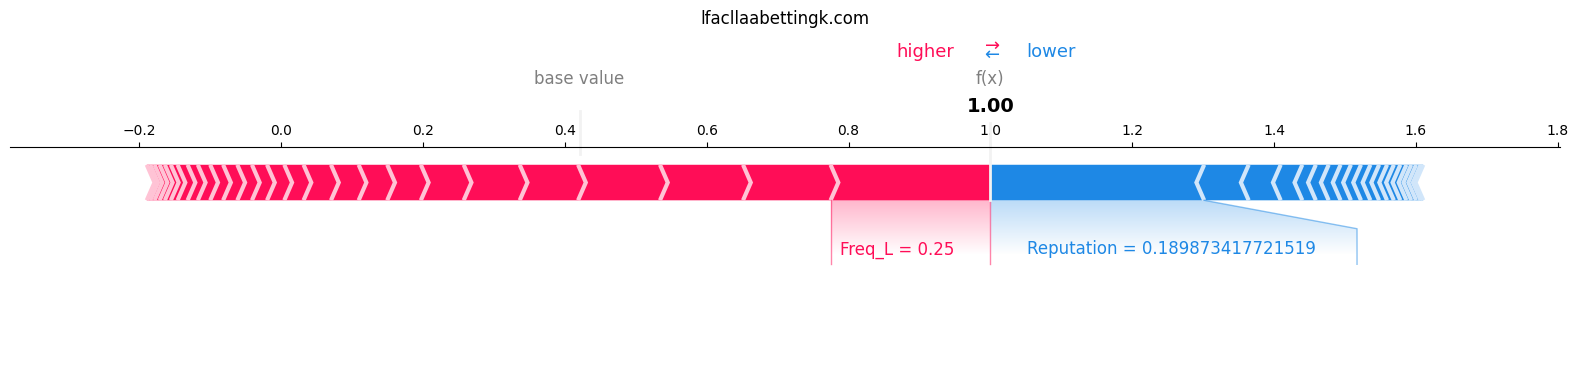 lfacllaabettingk.com
higher ⇄ lower
base value f(x)
1.00
−0.2 0.0 0.2 0.4 0.6 0.8 1.0 1.2 1.4 1.6 1.8
Freq_L = 0.25 Reputation = 0.189873417721519